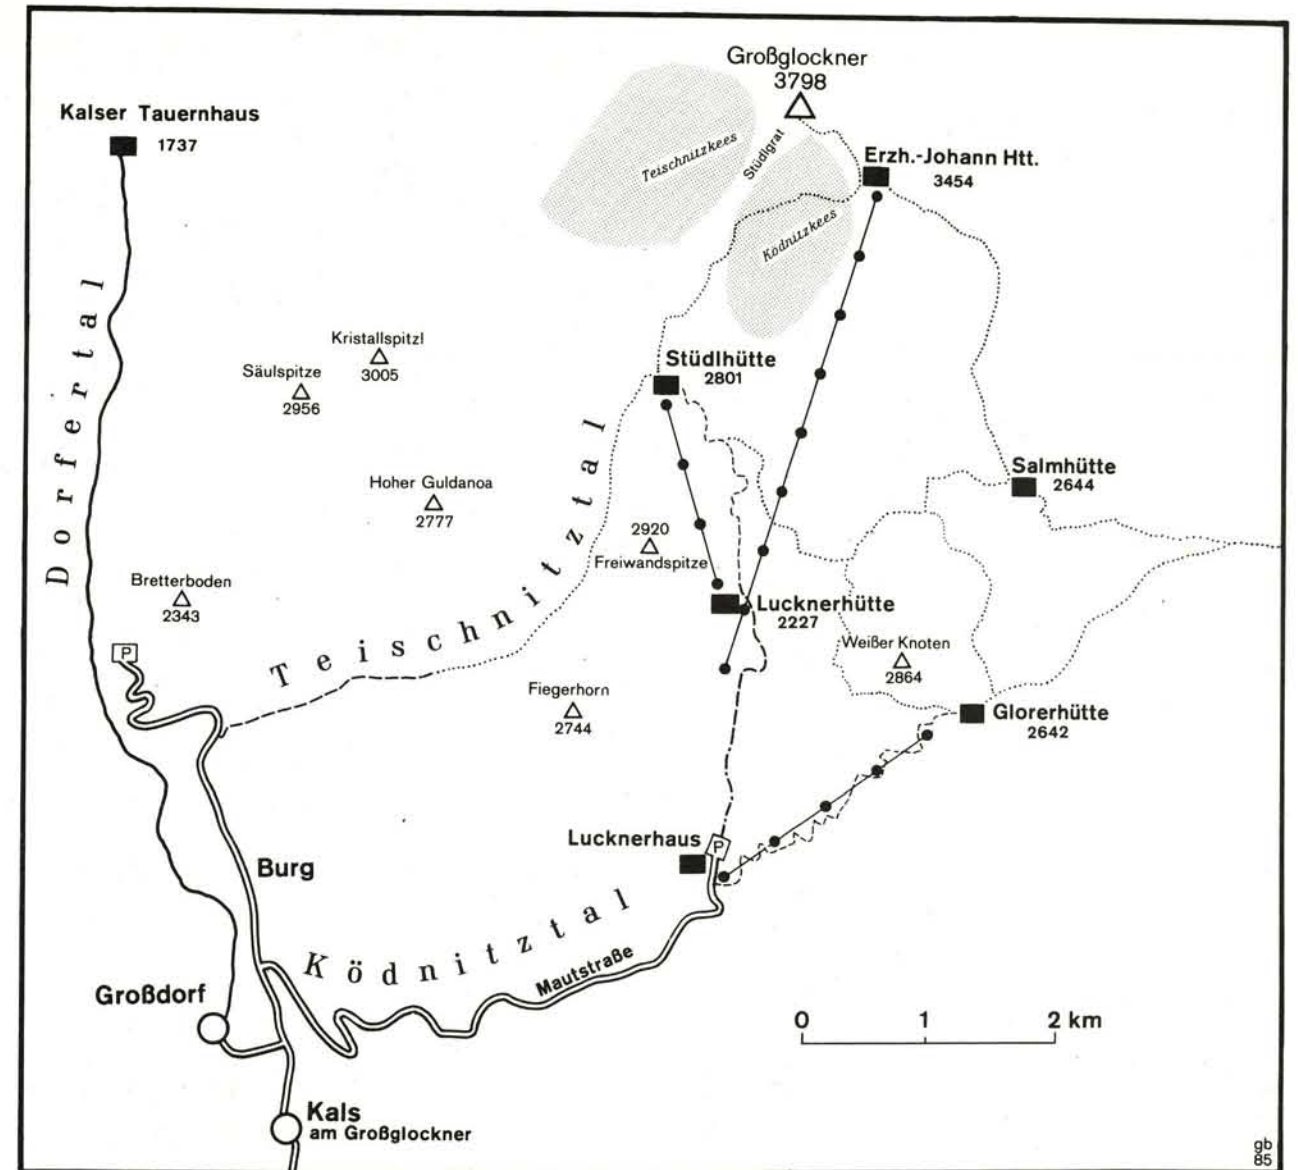 Großglockner
3798
Kalser Tauernhaus
1737
Teischnitzkees
Stüdlgrat
Erzh.-Johann Htt.
3454
Ködnitzkees
Dorfertal
Kristallspitzl
3005
Säulspitze
2956
Stüdlhütte
2801
Hoher Guldanoa
2777
Salmhütte
2644
2920
Freiwandspitze
Bretterboden
2343
Teischnitztal
Lucknerhütte
2227
P
Weißer Knoten
2864
Fiegerhorn
2744
Glorerhütte
2642
Lucknerhaus
P
Burg
Ködnitztal
Mautstraße
Großdorf
0 1 2 km
Kals
am Großglockner
gb
85